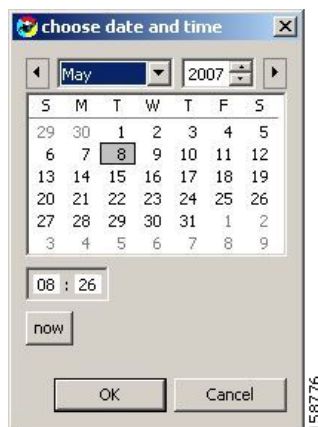 choose date and time
May 2007
S M T W T F S
29 30 1 2 3 4 5
6 7 8 9 10 11 12
13 14 15 16 17 18 19
20 21 22 23 24 25 26
27 28 29 30 31 1 2
3 4 5 6 7 8 9
08 : 26
now
OK Cancel
58776